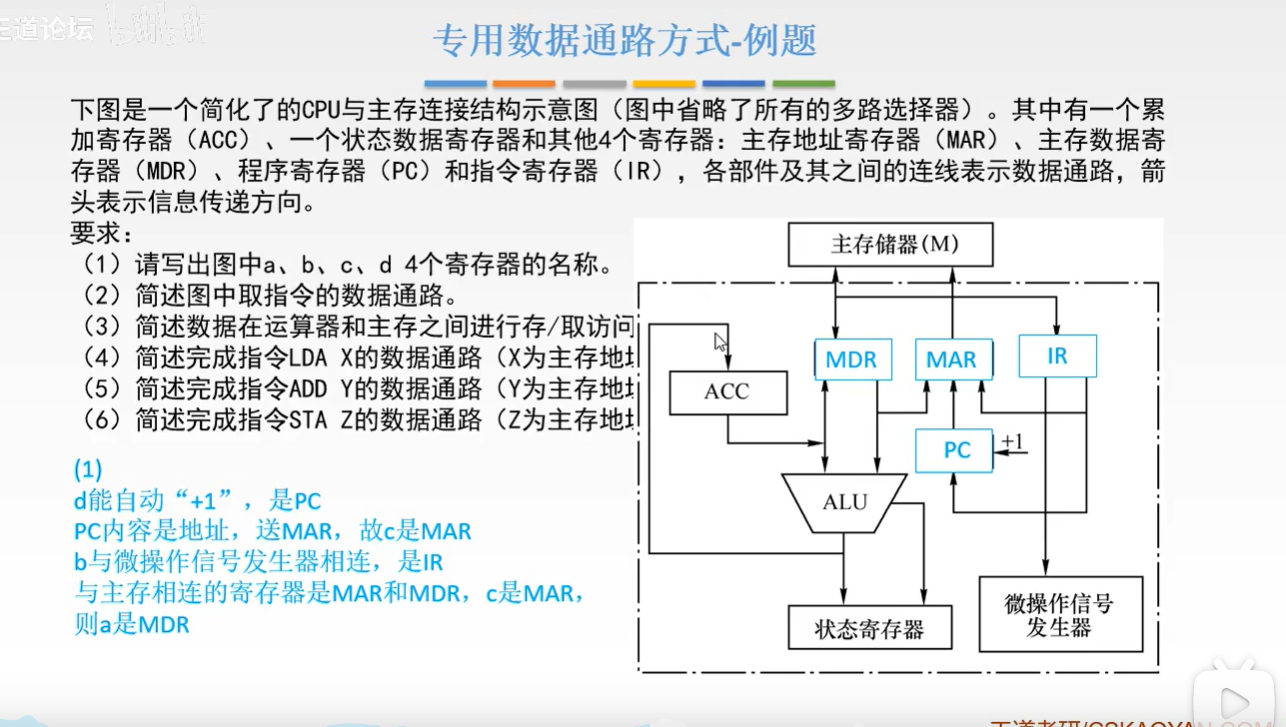 王道论坛 bilibili
专用数据通路方式-例题
下图是一个简化了的CPU与主存连接结构示意图（图中省略了所有的多路选择器）。其中有一个累
加寄存器（ACC）、一个状态数据寄存器和其他4个寄存器：主存地址寄存器（MAR）、主存数据寄
存器（MDR）、程序寄存器（PC）和指令寄存器（IR），各部件及其之间的连线表示数据通路，箭
头表示信息传递方向。
要求：
（1）请写出图中a、b、c、d 4个寄存器的名称。
（2）简述图中取指令的数据通路。
（3）简述数据在运算器和主存之间进行存/取访问
（4）简述完成指令LDA X的数据通路（X为主存地
（5）简述完成指令ADD Y的数据通路（Y为主存地
（6）简述完成指令STA Z的数据通路（Z为主存地
(1)
d能自动“+1”，是PC
PC内容是地址，送MAR，故c是MAR
b与微操作信号发生器相连，是IR
与主存相连的寄存器是MAR和MDR，c是MAR，
则a是MDR
主存储器(M)
MDR
MAR
IR
ACC
PC
+1
ALU
状态寄存器
微操作信号
发生器